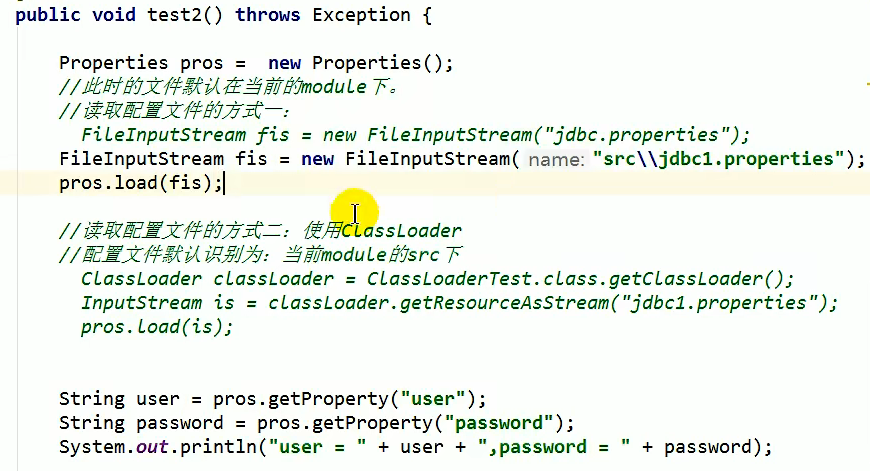 public void test2() throws Exception {
Properties pros =  new Properties();
//此时的文件默认在当前的module下。
//读取配置文件的方式一：
FileInputStream fis = new FileInputStream("jdbc.properties");
FileInputStream fis = new FileInputStream( name: "src\\jdbc1.properties");
pros.load(fis);
//读取配置文件的方式二：使用ClassLoader
//配置文件默认识别为：当前module的src下
ClassLoader classLoader = ClassLoaderTest.class.getClassLoader();
InputStream is = classLoader.getResourceAsStream("jdbc1.properties");
pros.load(is);
String user = pros.getProperty("user");
String password = pros.getProperty("password");
System.out.println("user = " + user + ",password = " + password);